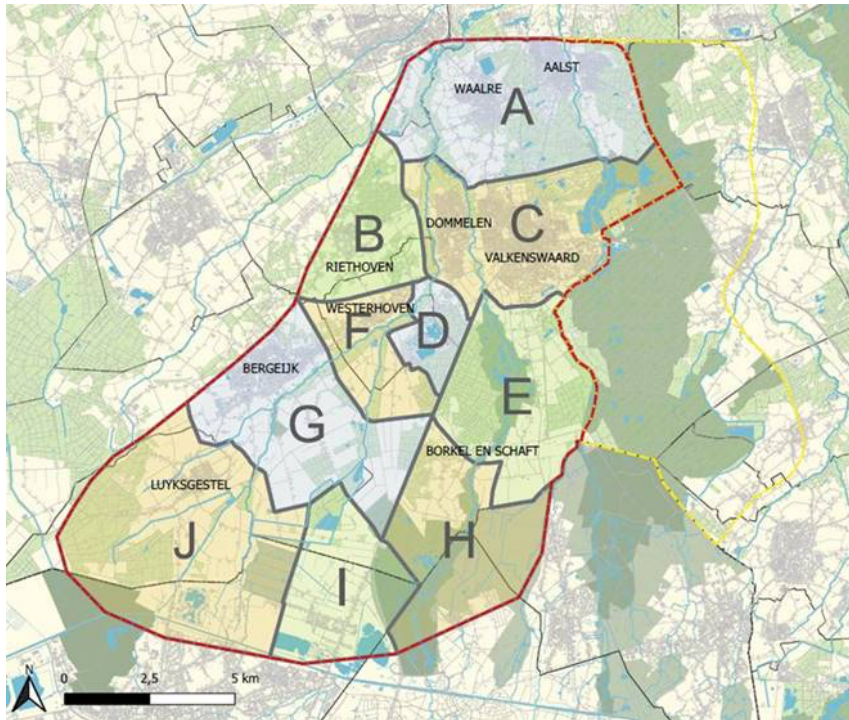 AALST
WAALRE
A
B
DOMMELEN
C
RIETHOVEN
VALKENSWAARD
WESTERHOVEN
F
D
BERGEIJK
E
G
BORKEL EN SCHAFT
LUYKSGESTEL
J
H
I
N
0 2,5 5 km